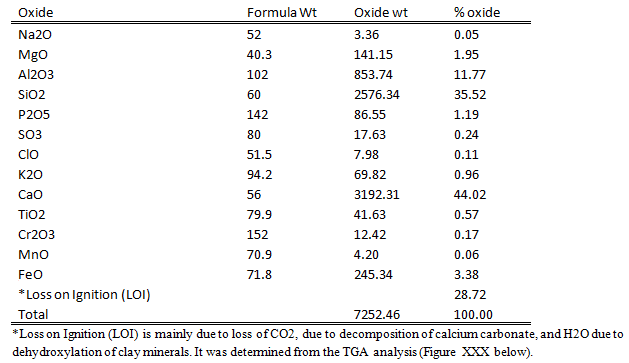 Oxide Formula Wt Oxide wt % oxide
Na2O 52 3.36 0.05
MgO 40.3 141.15 1.95
Al2O3 102 853.74 11.77
SiO2 60 2576.34 35.52
P2O5 142 86.55 1.19
SO3 80 17.63 0.24
ClO 51.5 7.98 0.11
K2O 94.2 69.82 0.96
CaO 56 3192.31 44.02
TiO2 79.9 41.63 0.57
Cr2O3 152 12.42 0.17
MnO 70.9 4.20 0.06
FeO 71.8 245.34 3.38
*Loss on Ignition (LOI) 28.72
Total 7252.46 100.00
*Loss on Ignition (LOI) is mainly due to loss of CO2, due to decomposition of calcium carbonate, and H2O due to
dehydroxylation of clay minerals. It was determined from the TGA analysis (Figure XXX below).